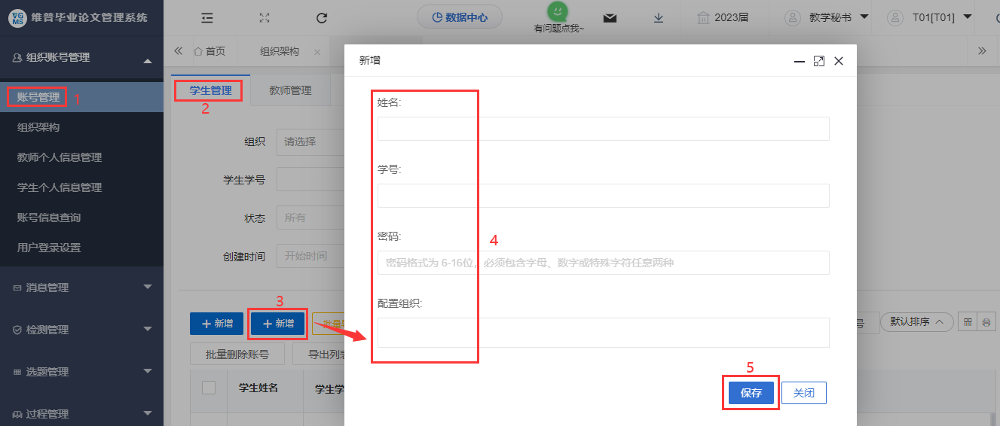 VG
MS
维普毕业论文管理系统
数据中心
有问题点我~
2023届
教学秘书
T01[T01]
组织账号管理
账号管理
1
组织架构
教师个人信息管理
学生个人信息管理
账号信息查询
用户登录设置
消息管理
检测管理
选题管理
过程管理
首页
组织架构
学生管理
2
教师管理
组织
请选择
学生学号
状态
所有
创建时间
开始时间
3
新增
新增
批量
号
默认排序
批量删除账号
导出列表
学生姓名
学生学
新增
姓名:
学号:
密码:
4
密码格式为 6-16位，必须包含字母、数字或特殊字符任意两种
配置组织:
5
保存
关闭